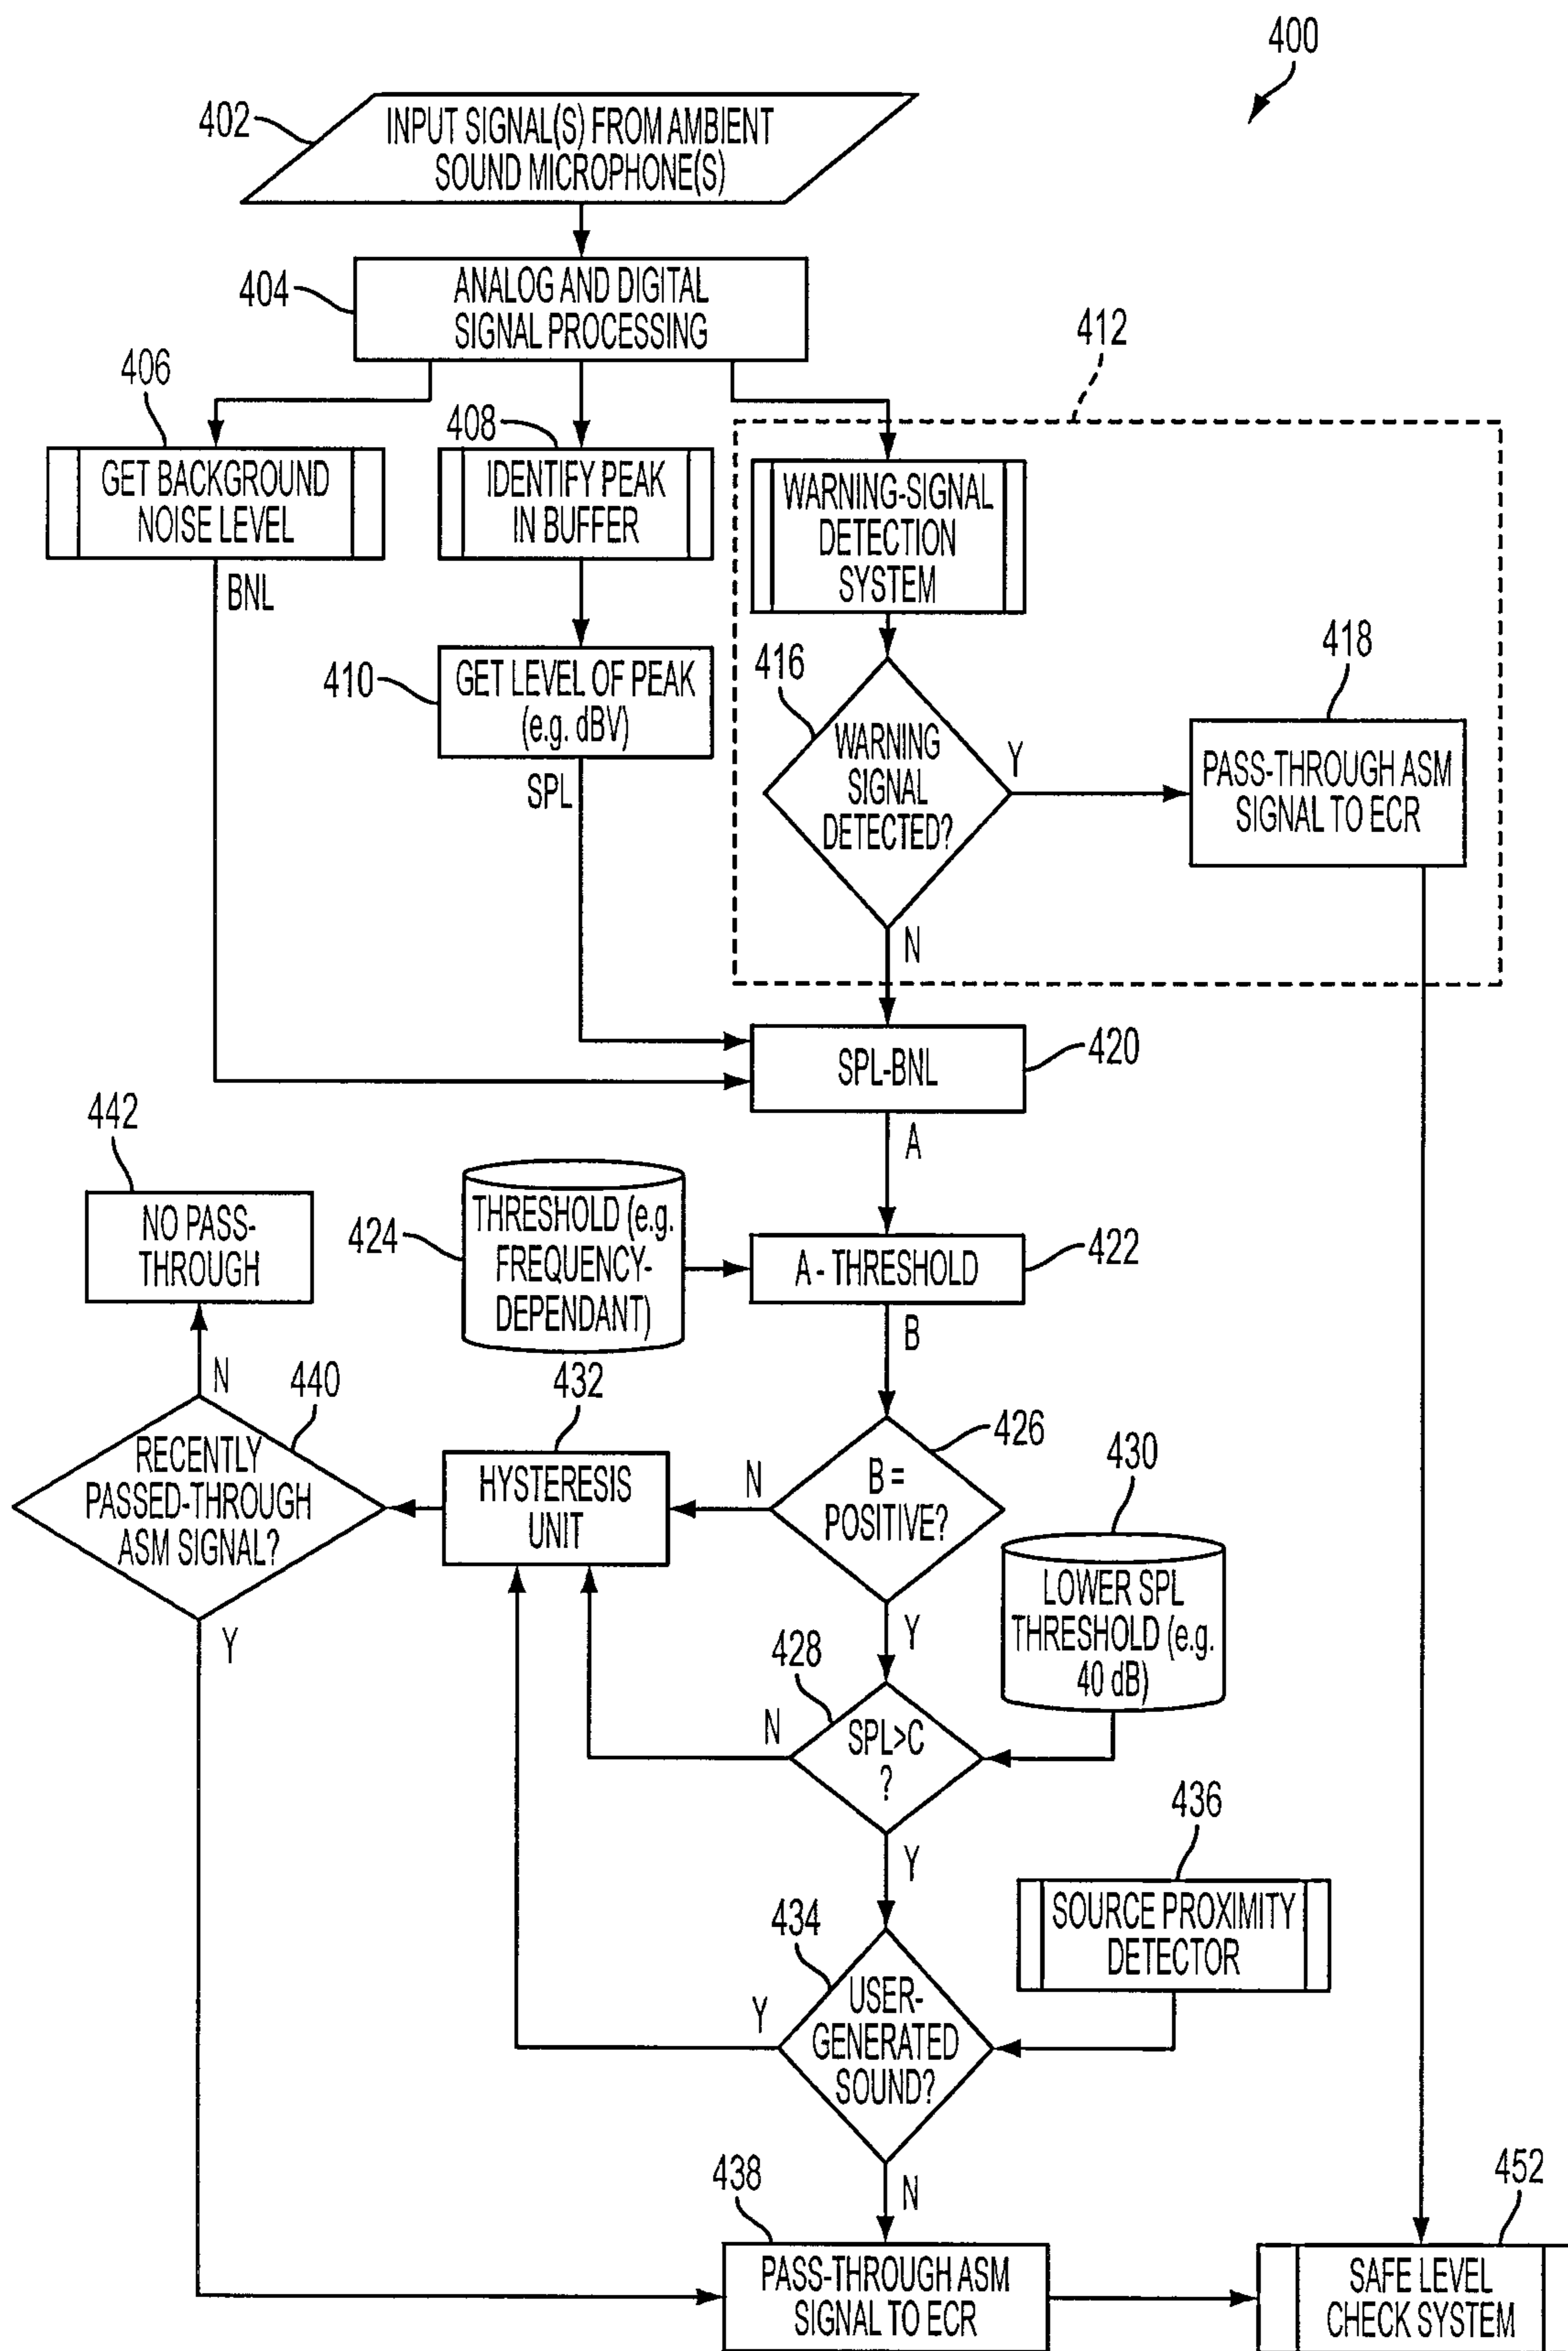 400
402
INPUT SIGNAL(S) FROM AMBIENT
SOUND MICROPHONE(S)
404
ANALOG AND DIGITAL
SIGNAL PROCESSING
412
406
408
GET BACKGROUND
NOISE LEVEL
IDENTIFY PEAK
IN BUFFER
WARNING-SIGNAL
DETECTION
SYSTEM
BNL
410
GET LEVEL OF PEAK
(e.g. dBV)
SPL
416
WARNING
SIGNAL
DETECTED?
Y
N
418
PASS-THROUGH ASM
SIGNAL TO ECR
SPL-BNL
420
A
442
NO PASS-
THROUGH
424
THRESHOLD (e.g.
FREQUENCY-
DEPENDANT)
A - THRESHOLD
422
B
N
440
RECENTLY
PASSED-THROUGH
ASM SIGNAL?
Y
432
HYSTERESIS
UNIT
N
426
B =
POSITIVE?
Y
430
LOWER SPL
THRESHOLD (e.g.
40 dB)
428
N
SPL>C
?
Y
436
SOURCE PROXIMITY
DETECTOR
434
Y
USER-
GENERATED
SOUND?
N
438
PASS-THROUGH ASM
SIGNAL TO ECR
452
SAFE LEVEL
CHECK SYSTEM